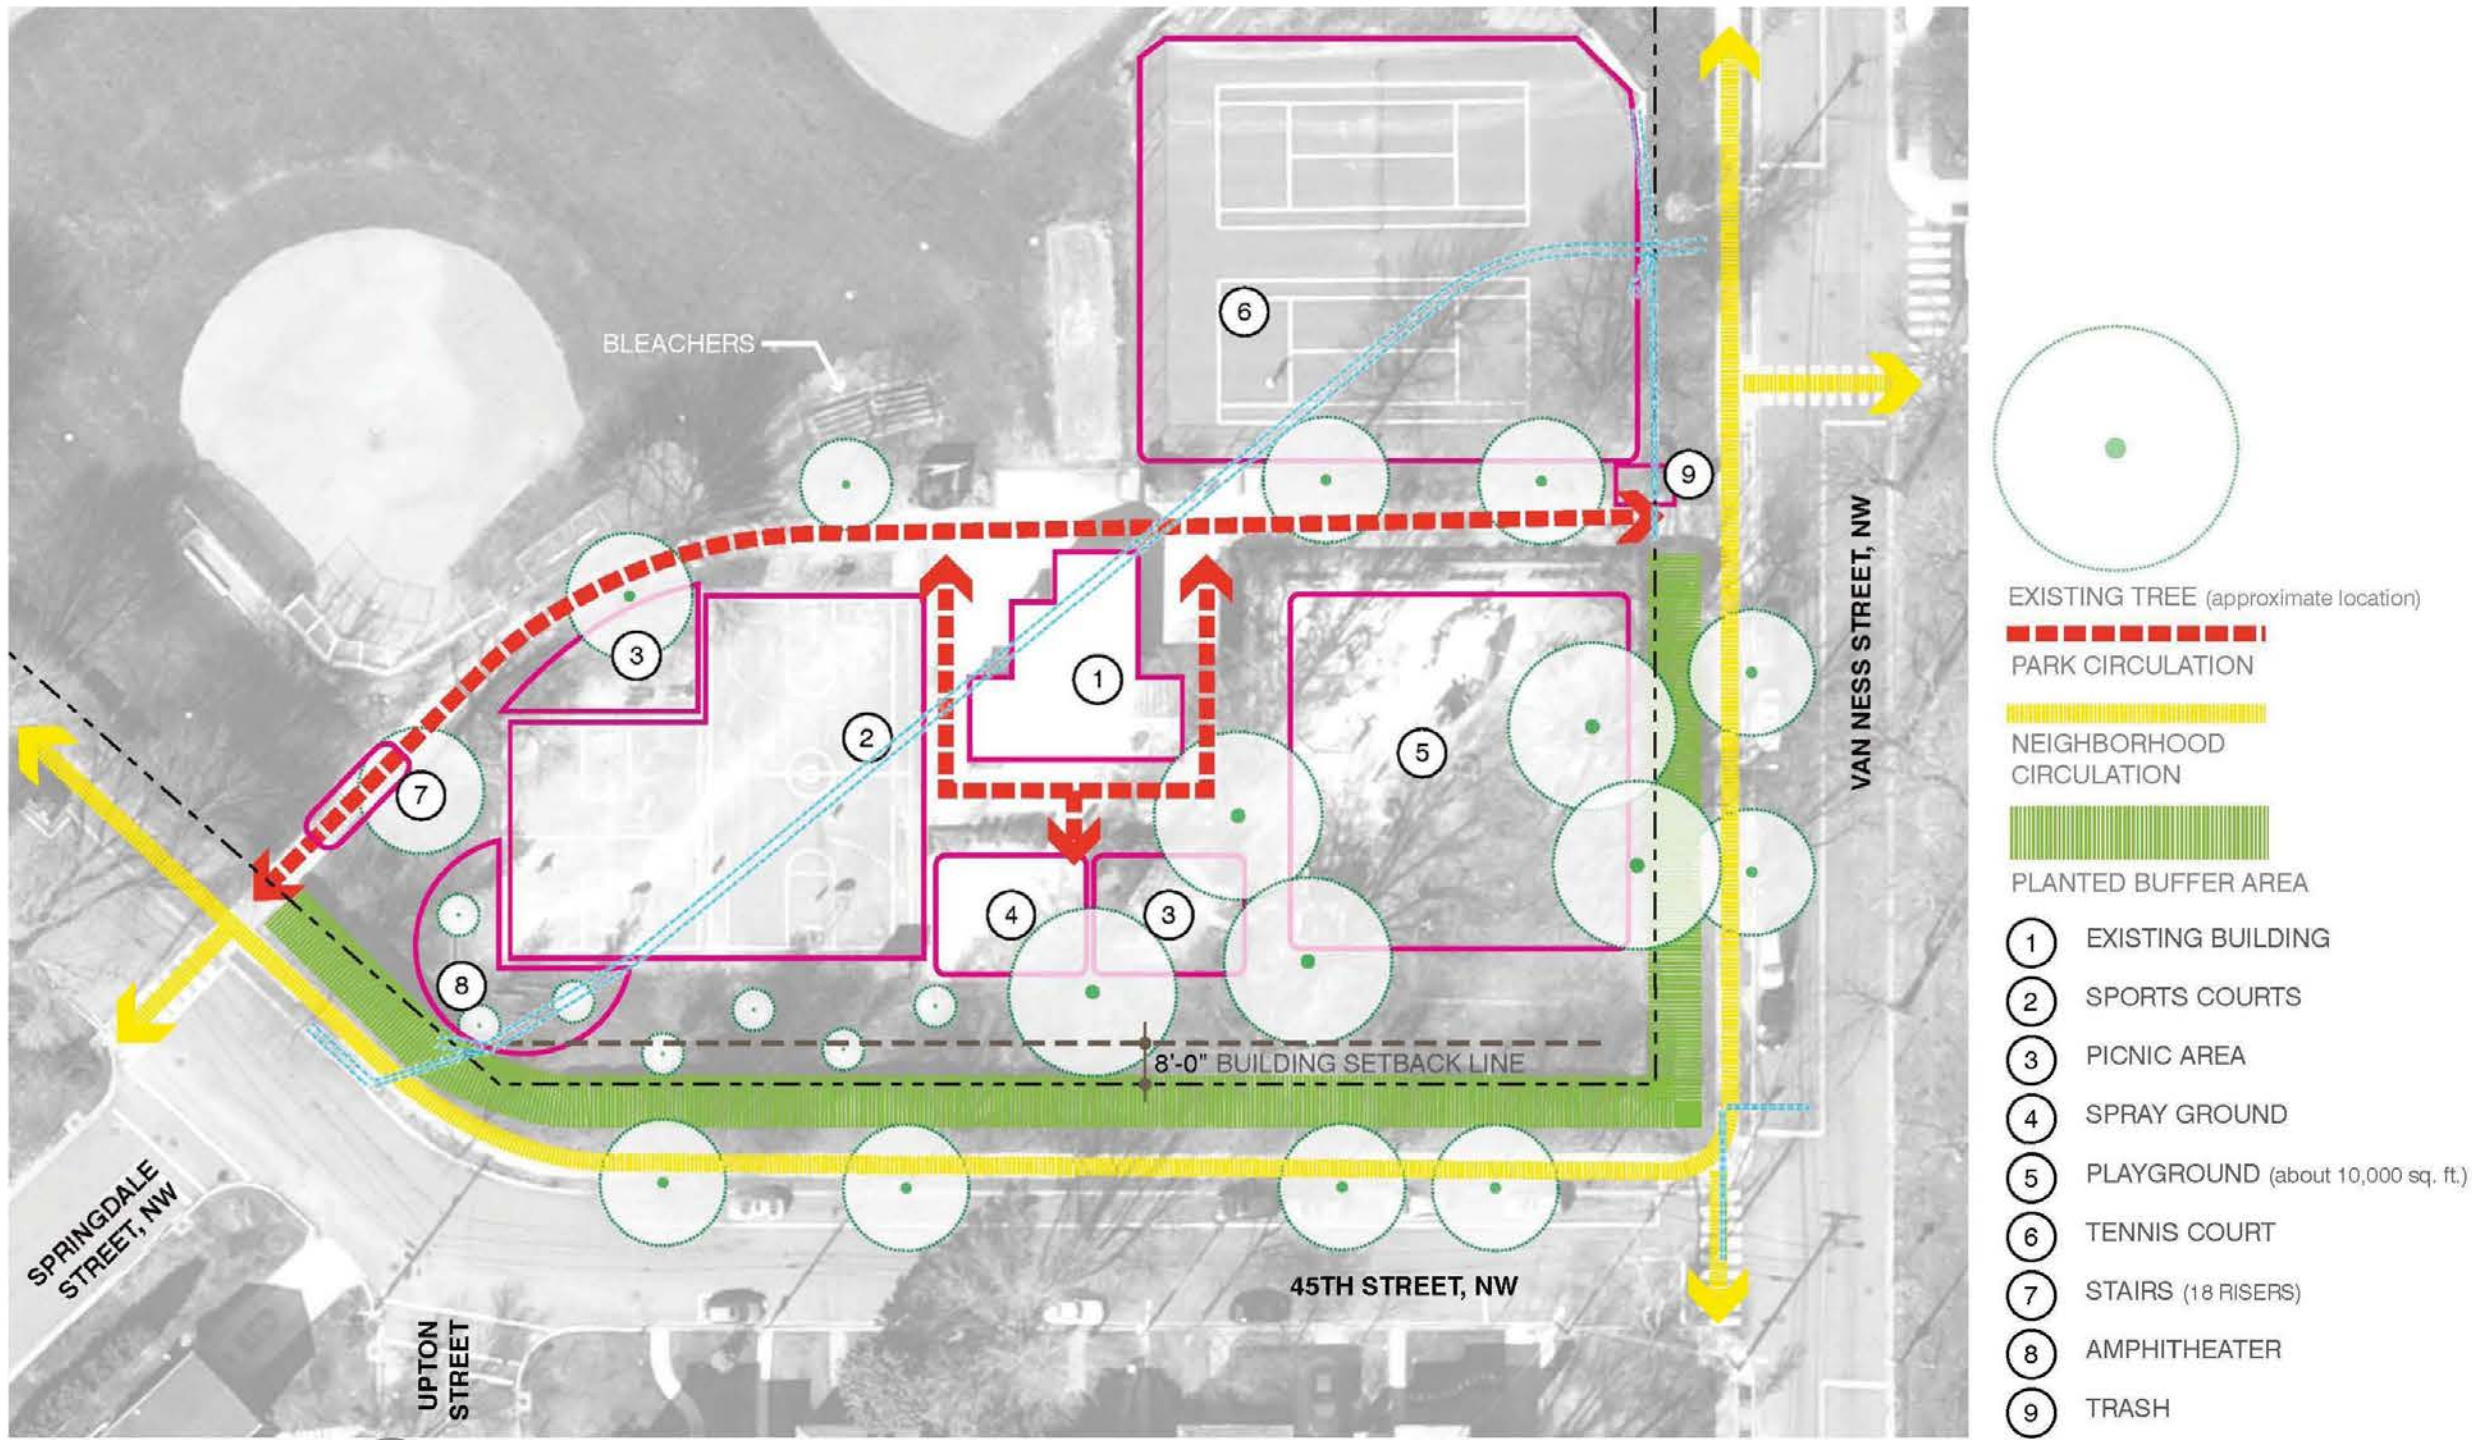 6
BLEACHERS
9
3
1
2
5
7
4
3
8
8'-0" BUILDING SETBACK LINE
VAN NESS STREET, NW
45TH STREET, NW
SPRINGDALE
STREET, NW
UPTON
STREET
EXISTING TREE (approximate location)
PARK CIRCULATION
NEIGHBORHOOD
CIRCULATION
PLANTED BUFFER AREA
1 EXISTING BUILDING
2 SPORTS COURTS
3 PICNIC AREA
4 SPRAY GROUND
5 PLAYGROUND (about 10,000 sq. ft.)
6 TENNIS COURT
7 STAIRS (18 RISERS)
8 AMPHITHEATER
9 TRASH